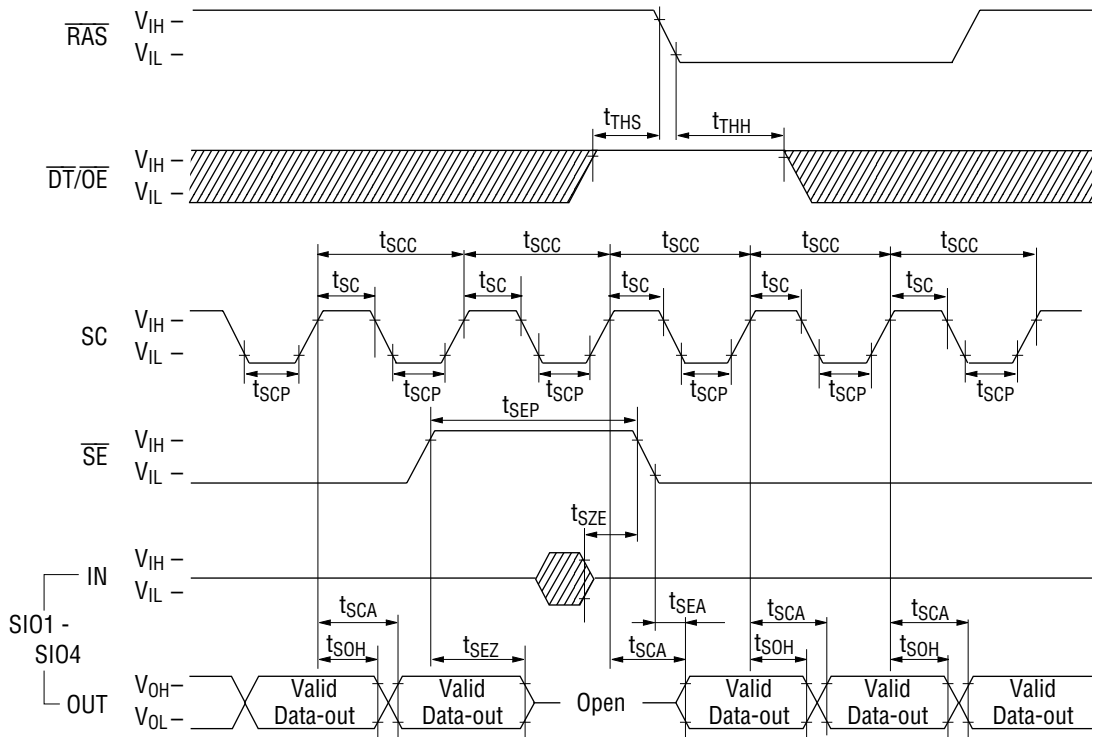 RAS
VIH –
VIL –
tTHS
tTHH
DT/OE
VIH –
VIL –
tSCC tSCC tSCC tSCC tSCC
tSC tSC tSC tSC tSC
SC
VIH –
VIL –
tSCP tSCP tSCP tSCP tSCP tSCP
tSEP
SE
VIH –
VIL –
tSZE
IN
VIH –
VIL –
tSEA
SIO1 -
SIO4
tSCA tSCA tSCA
tSOH tSEZ tSCA tSOH tSOH
OUT
VOH–
VOL–
Valid Data-out
Valid Data-out
Open
Valid Data-out
Valid Data-out
Valid Data-out